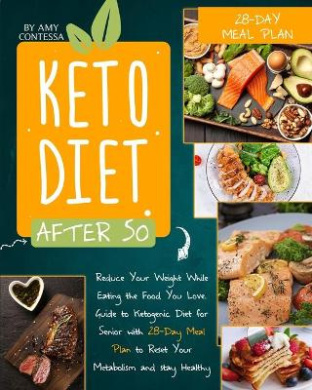 BY AMY
CONTESSA
28-DAY
MEAL PLAN
KETO
DIET
AFTER 50
Reduce Your Weight While
Eating the Food You Love.
Guide to Ketogenic Diet for
Senior with 28-Day Meal
Plan to Reset Your
Metabolism and stay Healthy